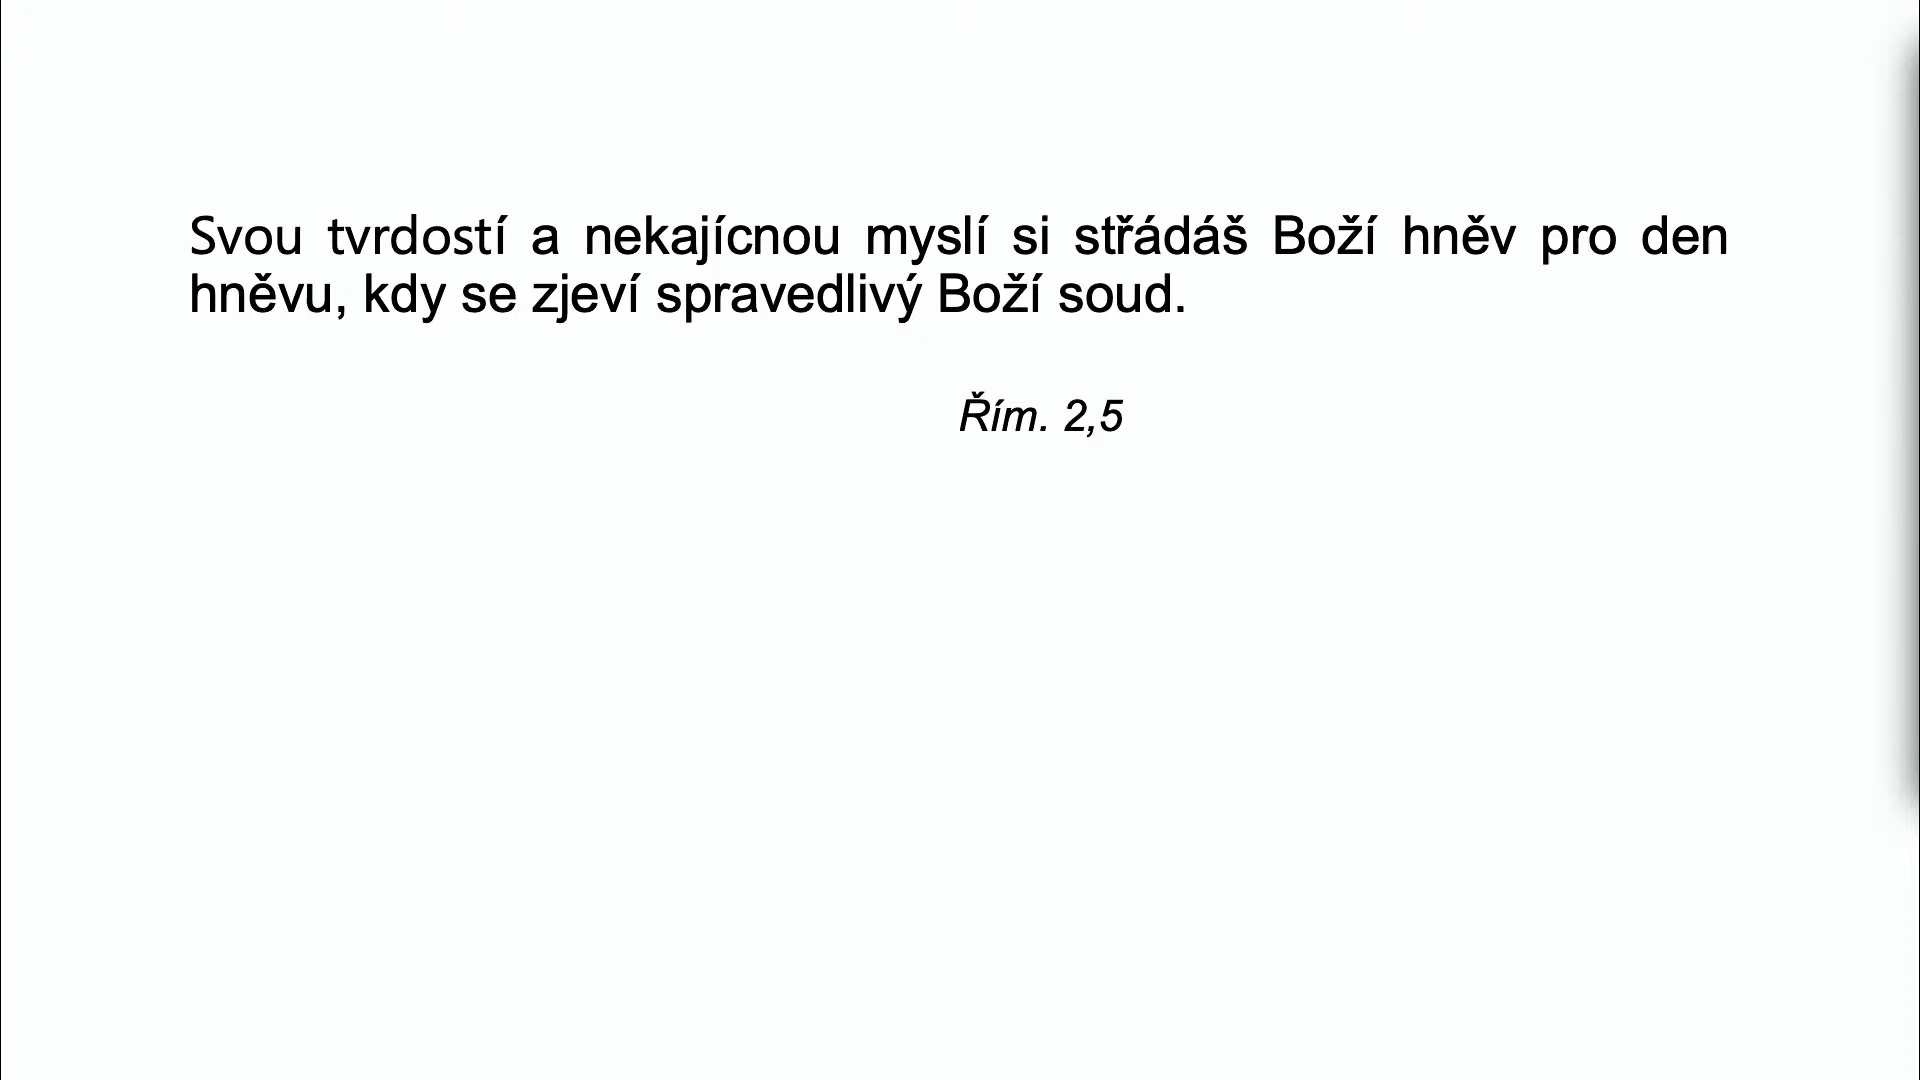 Svou tvrdostí a nekajícnou myslí si střádáš Boží hněv pro den
hněvu, kdy se zjeví spravedlivý Boží soud.
Řím. 2,5